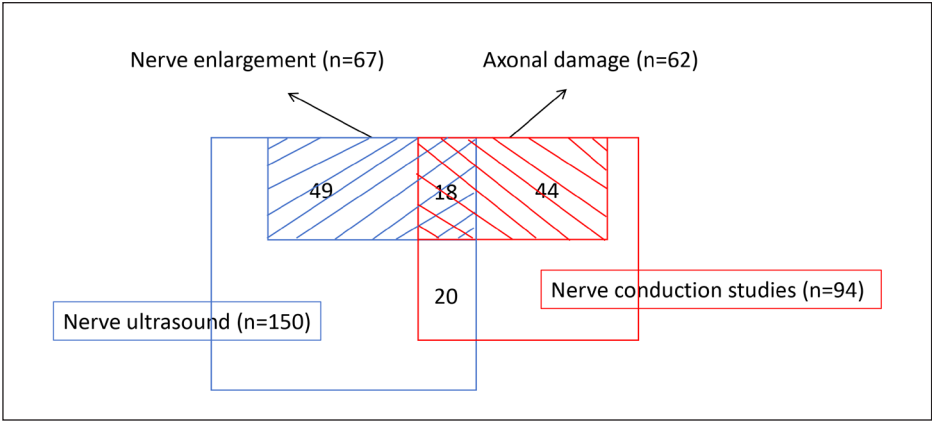 Nerve enlargement (n=67)
Axonal damage (n=62)
49
18
44
20
Nerve conduction studies (n=94)
Nerve ultrasound (n=150)